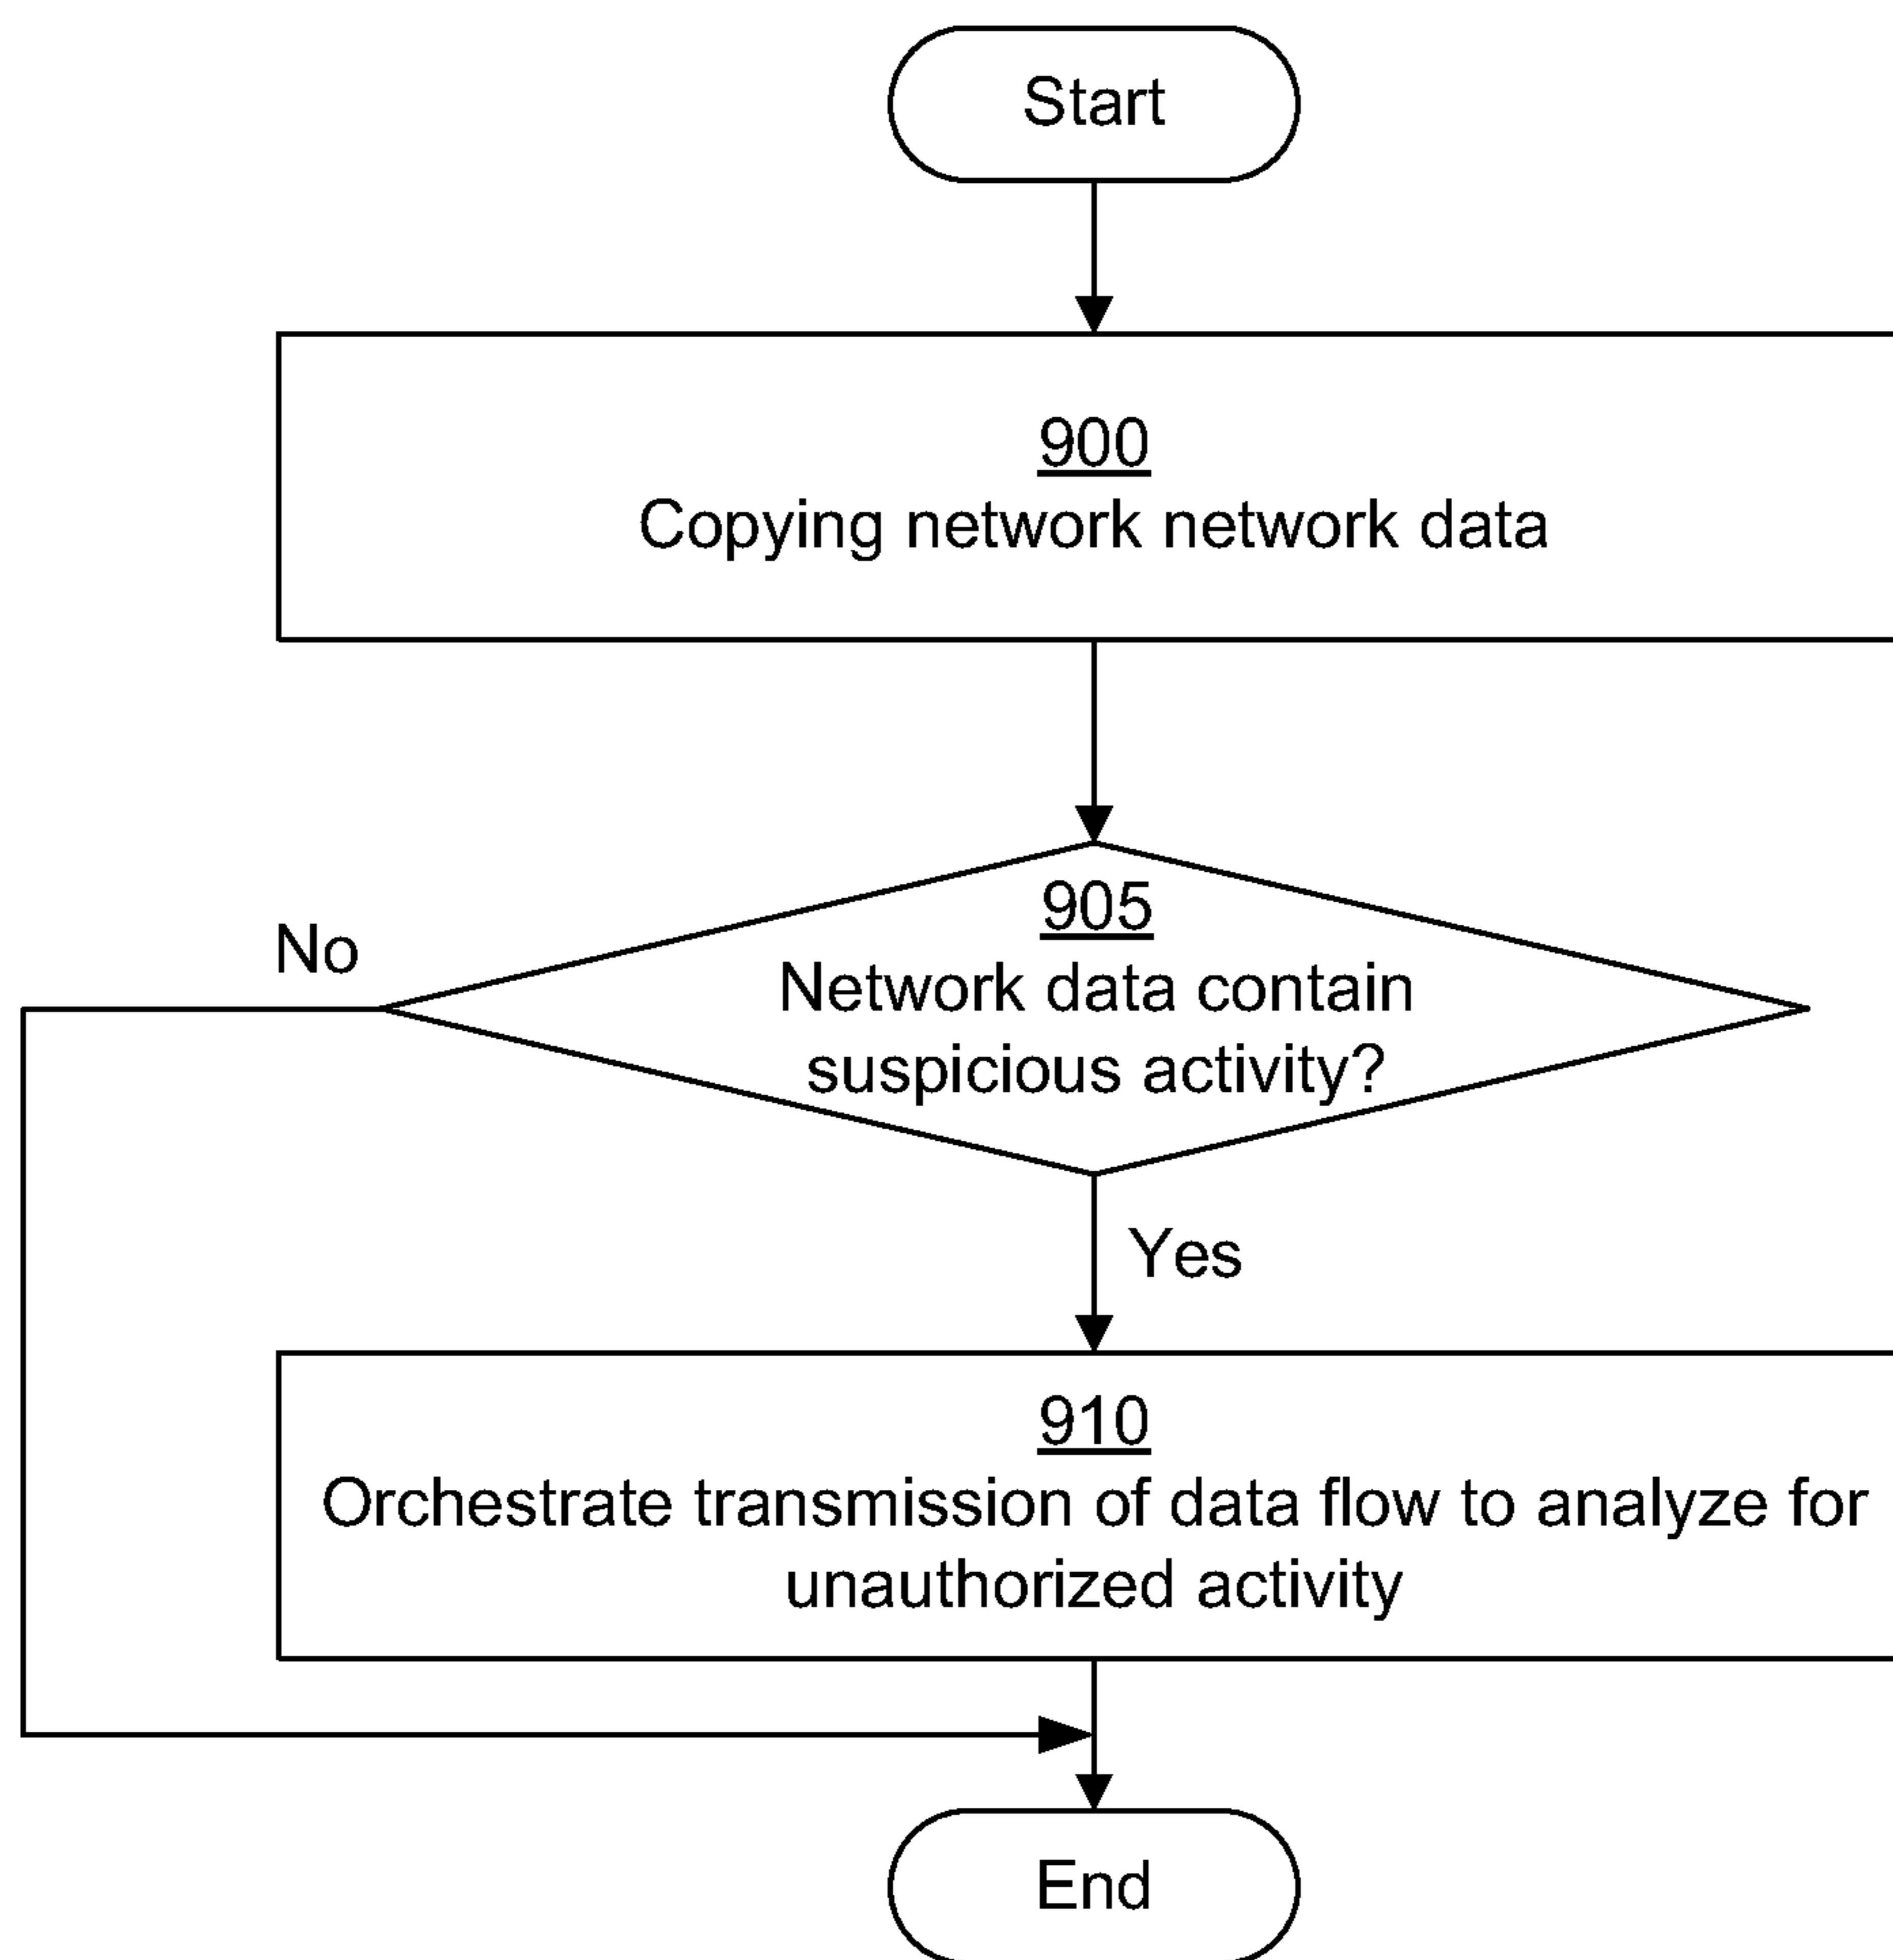 Start
900
Copying network network data
905
Network data contain
suspicious activity?
No
Yes
910
Orchestrate transmission of data flow to analyze for
unauthorized activity
End